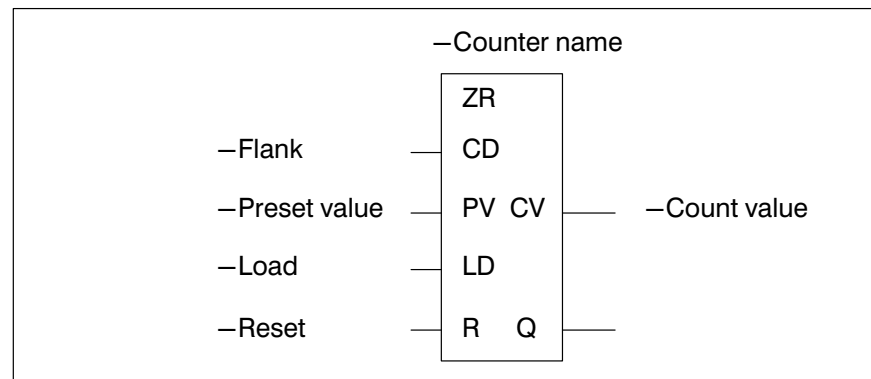 –Counter name
ZR
–Flank CD
–Preset value PV CV –Count value
–Load LD
–Reset R Q